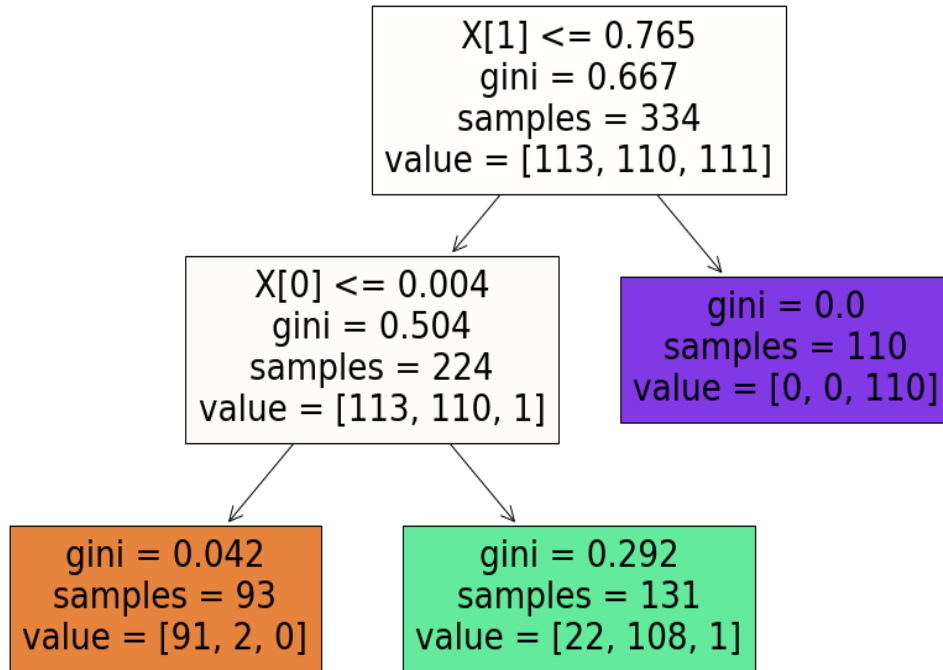 X[1] <= 0.765
gini = 0.667
samples = 334
value = [113, 110, 111]
X[0] <= 0.004
gini = 0.504
samples = 224
value = [113, 110, 1]
gini = 0.0
samples = 110
value = [0, 0, 110]
gini = 0.042
samples = 93
value = [91, 2, 0]
gini = 0.292
samples = 131
value = [22, 108, 1]